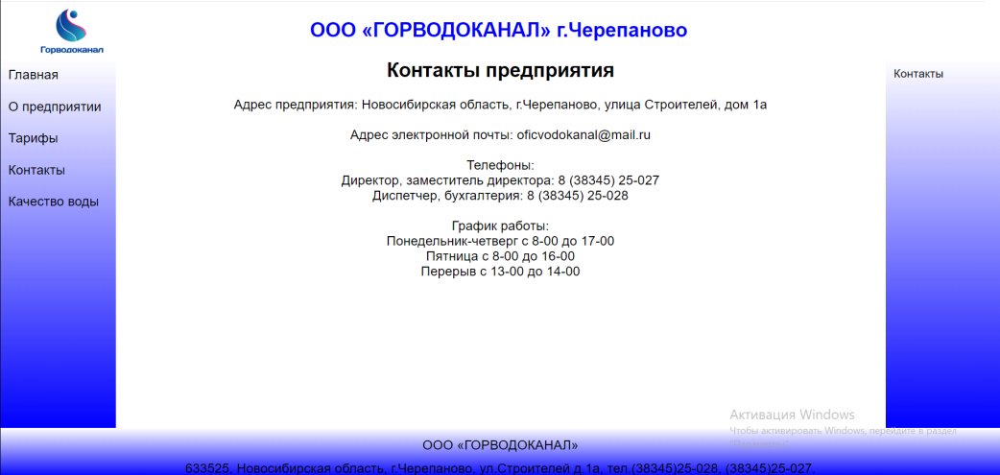 Горводоканал
ООО «ГОРВОДОКАНАЛ» г.Черепаново
Главная
О предприятии
Тарифы
Контакты
Качество воды
Контакты предприятия
Адрес предприятия: Новосибирская область, г.Черепаново, улица Строителей, дом 1а
Адрес электронной почты: oficvodokanal@mail.ru
Телефоны:
Директор, заместитель директора: 8 (38345) 25-027
Диспетчер, бухгалтерия: 8 (38345) 25-028
График работы:
Понедельник-четверг с 8-00 до 17-00
Пятница с 8-00 до 16-00
Перерыв с 13-00 до 14-00
Контакты
Активация Windows
Чтобы активировать Windows, перейдите в раздел
ООО «ГОРВОДОКАНАЛ»
633525, Новосибирская область, г.Черепаново, ул.Строителей д.1а, тел.(38345)25-028, (38345)25-027.